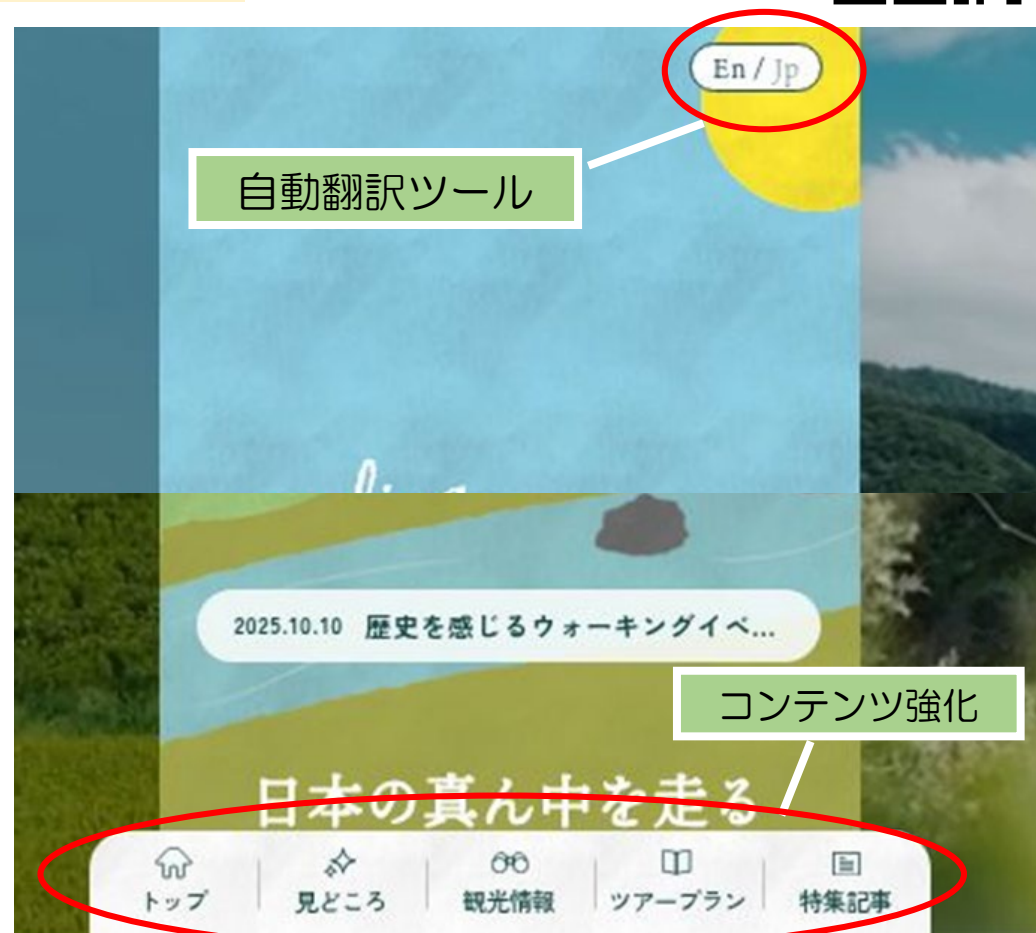 En / Jp
自動翻訳ツール
2025.10.10 歴史を感じるウォーキングイベ...
コンテンツ強化
日本の真ん中を走る
トップ
見どころ
観光情報
ツアープラン
特集記事